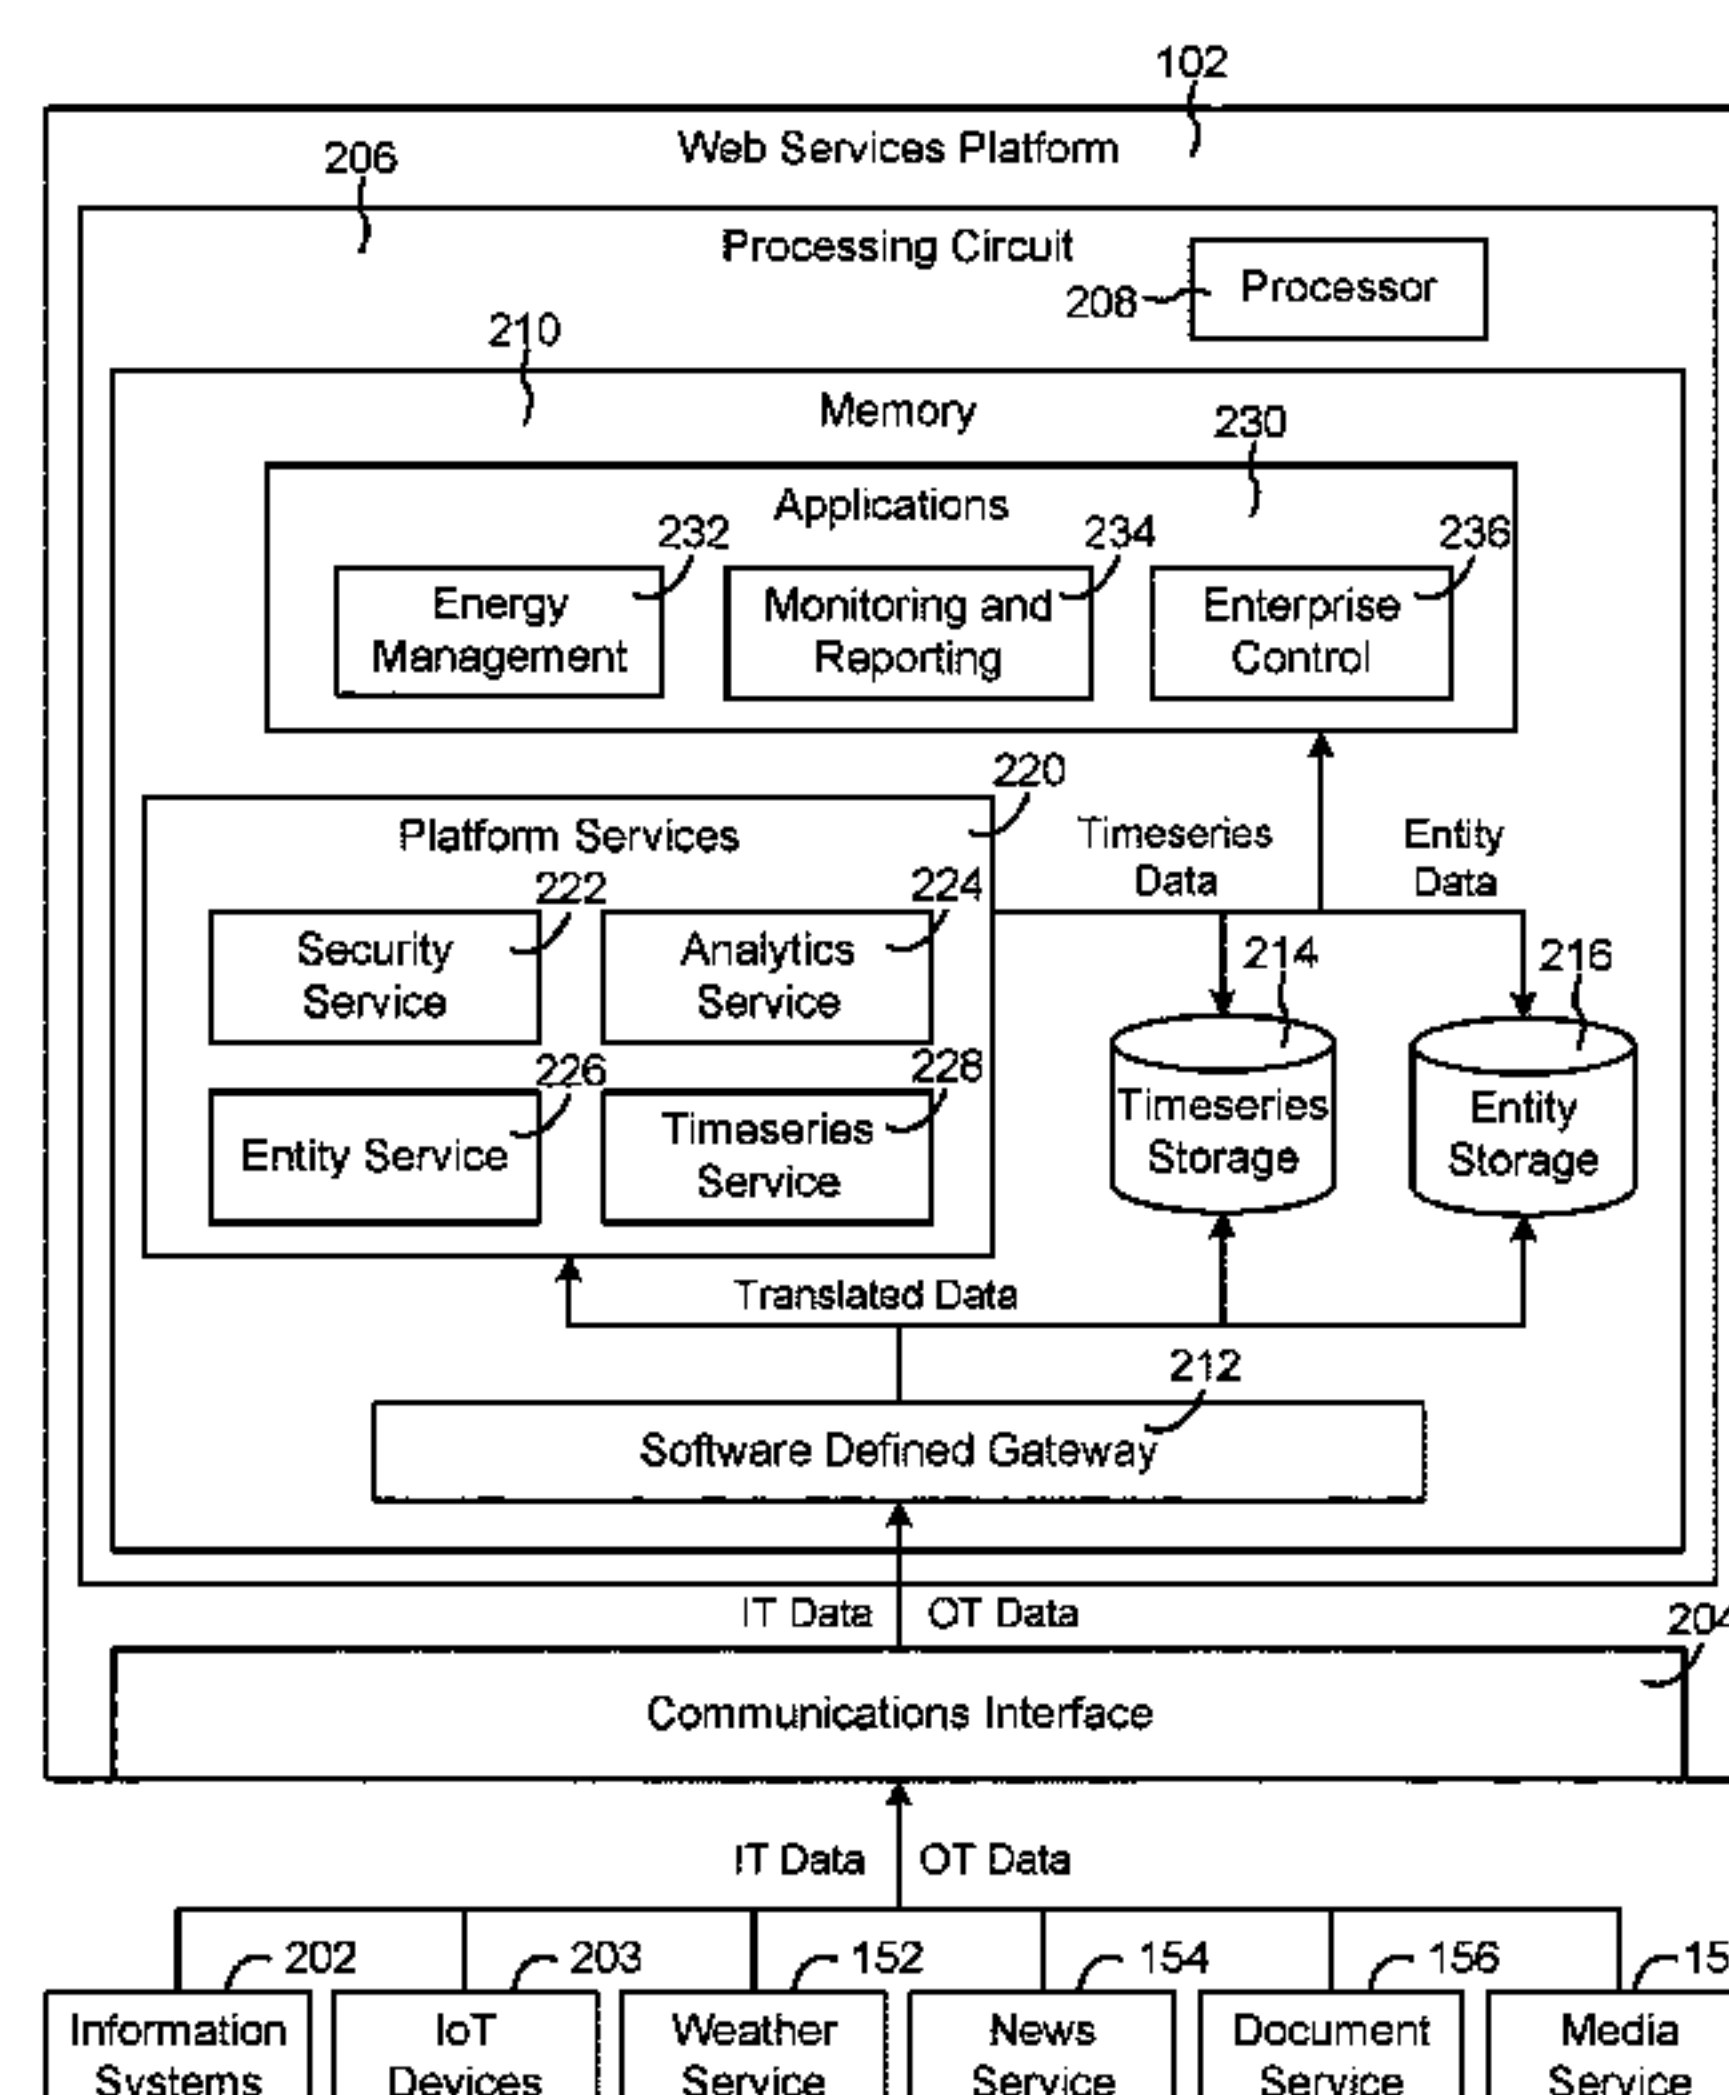 102
Web Services Platform
206
Processing Circuit
Processor
208
210
Memory
230
Applications
232
234
236
Energy
Management
Monitoring and
Reporting
Enterprise
Control
220
Platform Services
Timeseries
Data
Entity
Data
222
224
Security
Service
Analytics
Service
214
216
226
228
Entity Service
Timeseries
Service
Timeseries
Storage
Entity
Storage
Translated Data
212
Software Defined Gateway
IT Data
OT Data
204
Communications Interface
IT Data
OT Data
202
203
152
154
156
15
Information
Systems
IoT
Devices
Weather
Service
News
Service
Document
Service
Media
Service